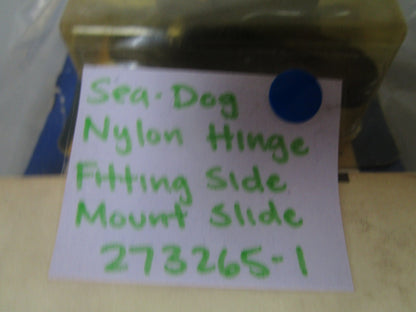 Sea-Dog
Nylon Hinge
Fitting Side
Mount Slide
273265-1